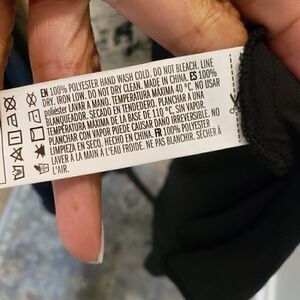 EN 100% POLYESTER HAND WASH COLD. DO NOT BLEACH. LINE
DRY. IRON LOW. DO NOT DRY CLEAN. MADE IN CHINA. ES 100%
poliéster LAVAR A MANO. TEMPERATURA MÁXIMA 40 °C. NO USAR
BLANQUEADOR. SECADO EN TENDEDERO. PLANCHAR A UNA
TEMPERATURA MÁXIMA DE LA BASE DE 110 °C, SIN VAPOR.
PLANCHAR CON VAPOR PUEDE CAUSAR DAÑO IRREVERSIBLE. NO
LIMPIEZA EN SECO. HECHO EN CHINA. FR 100% POLYESTER
LAVER À LA MAIN À L'EAU FROIDE. NE PAS BLANCHIR. SÉCHER À
L'AIR.